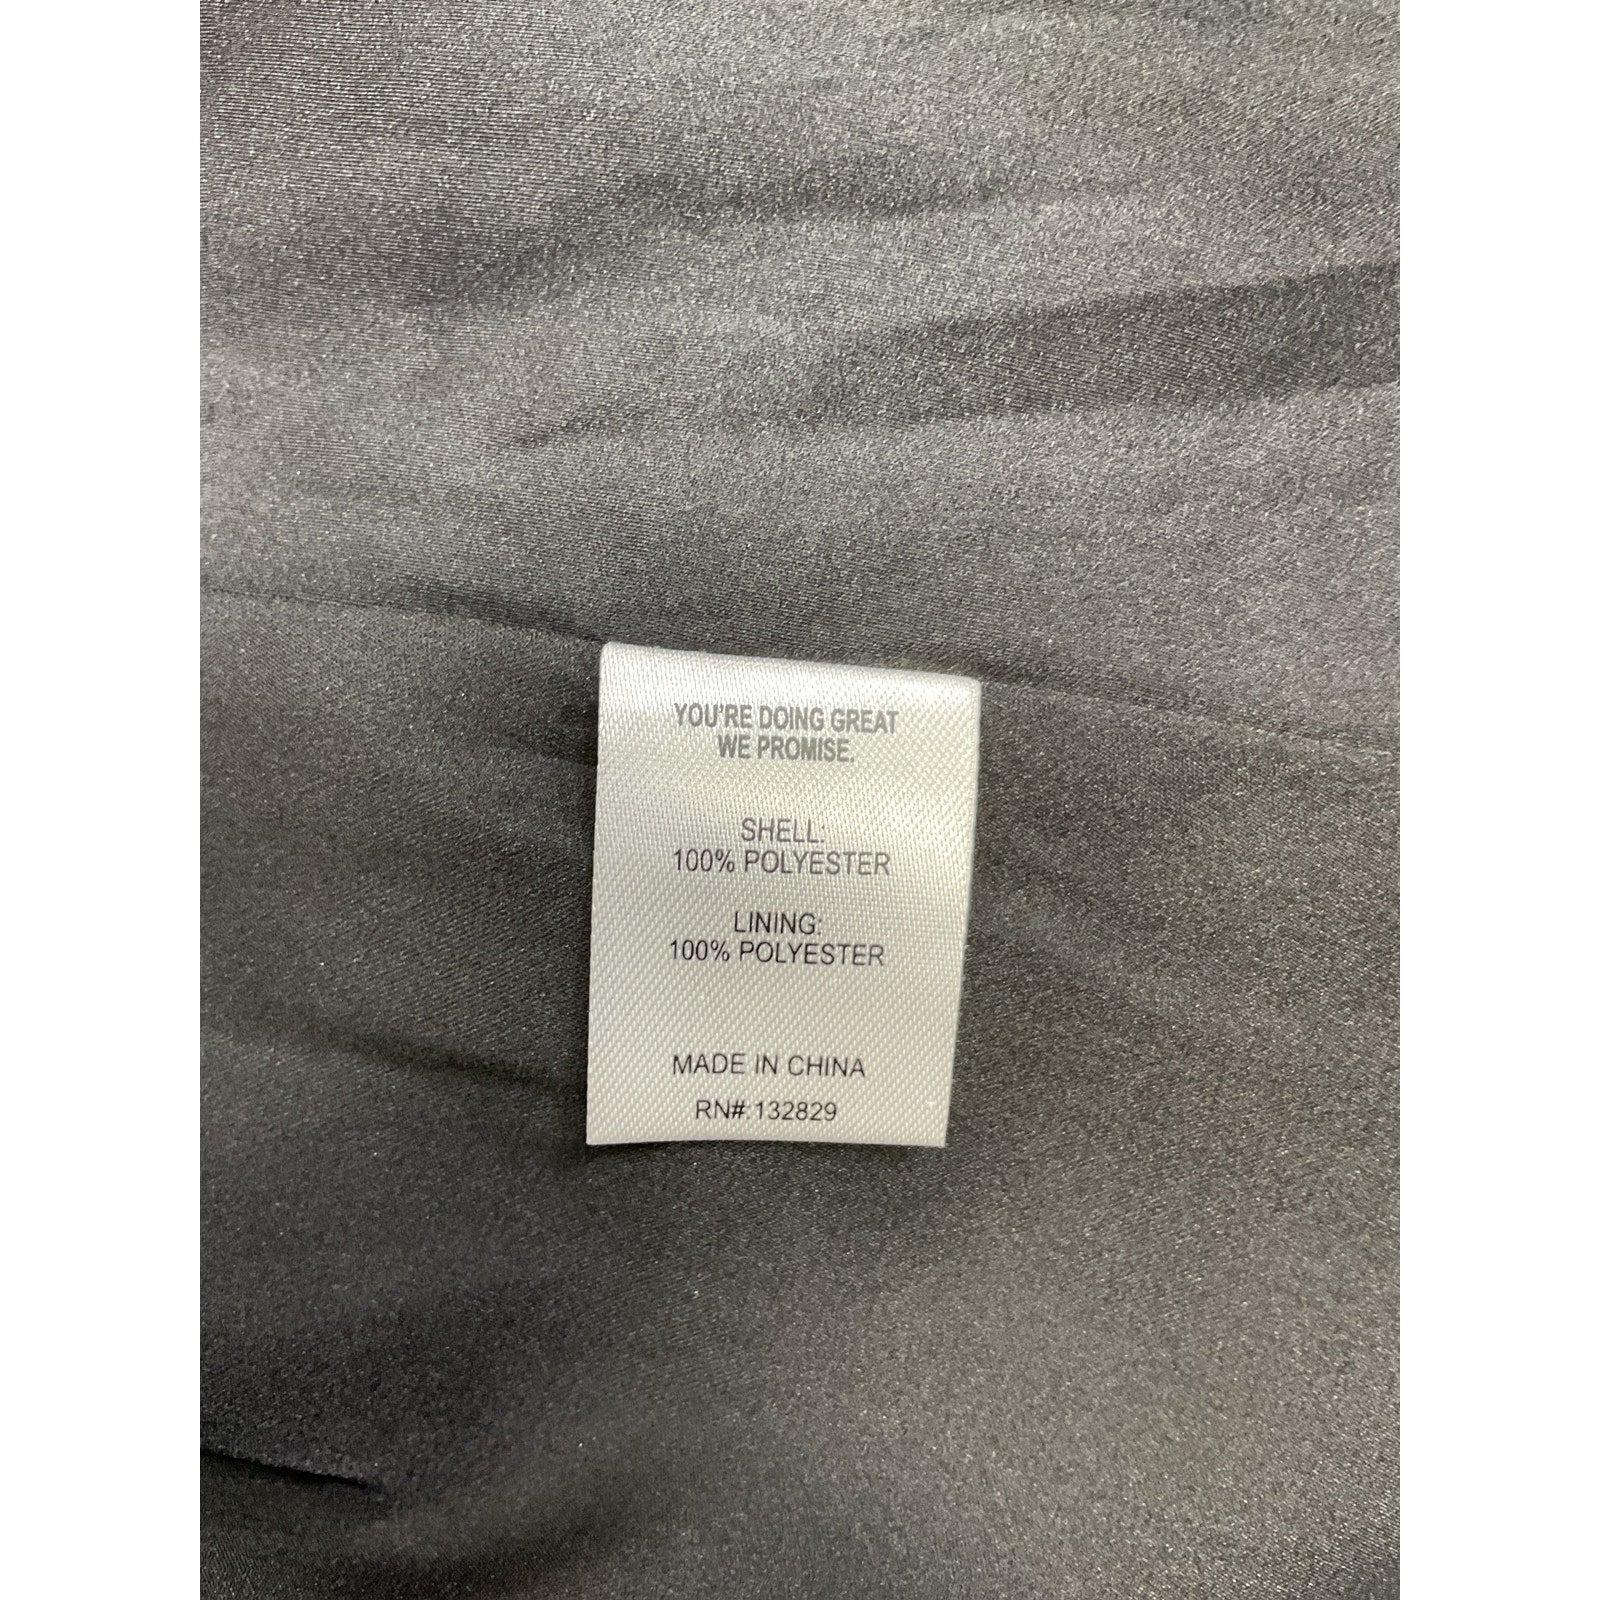 YOU'RE DOING GREAT
WE PROMISE.
SHELL:
100% POLYESTER
LINING:
100% POLYESTER
MADE IN CHINA
RN#:132829